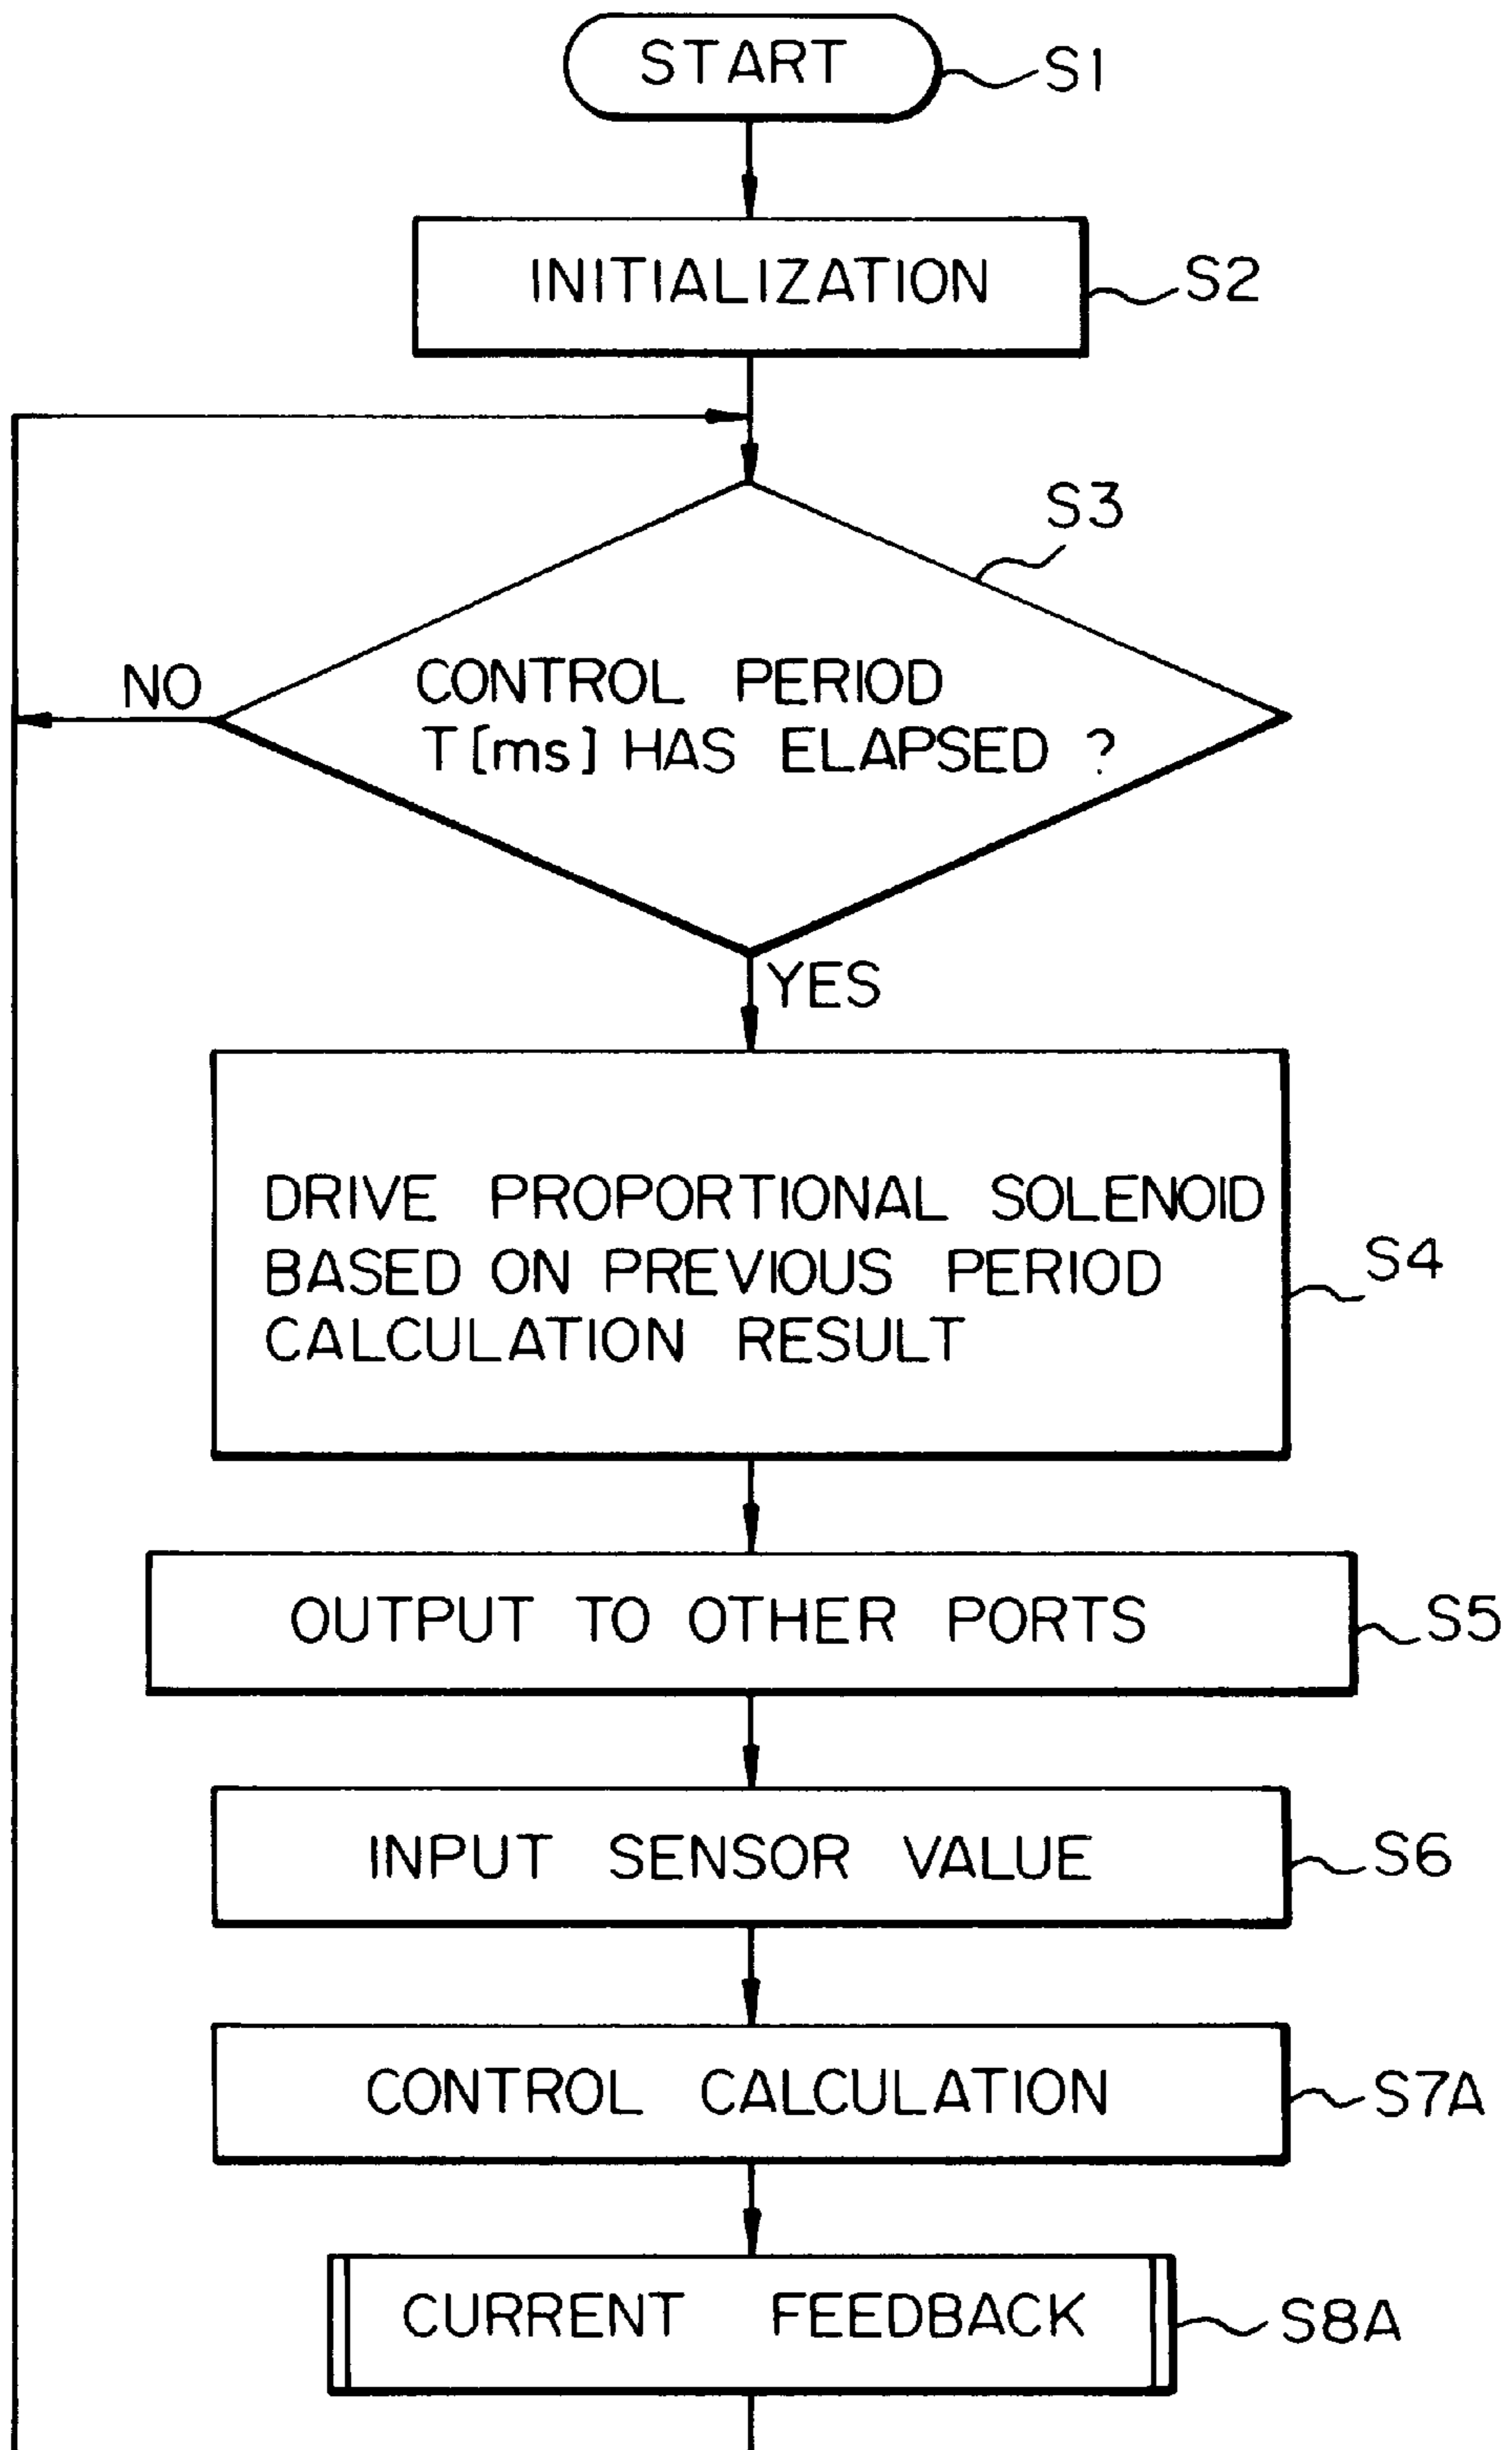 START
S1
INITIALIZATION
S2
S3
NO
CONTROL PERIOD
T[ms] HAS ELAPSED ?
YES
DRIVE PROPORTIONAL SOLENOID
BASED ON PREVIOUS PERIOD
CALCULATION RESULT
S4
OUTPUT TO OTHER PORTS
S5
INPUT SENSOR VALUE
S6
CONTROL CALCULATION
S7A
CURRENT FEEDBACK
S8A